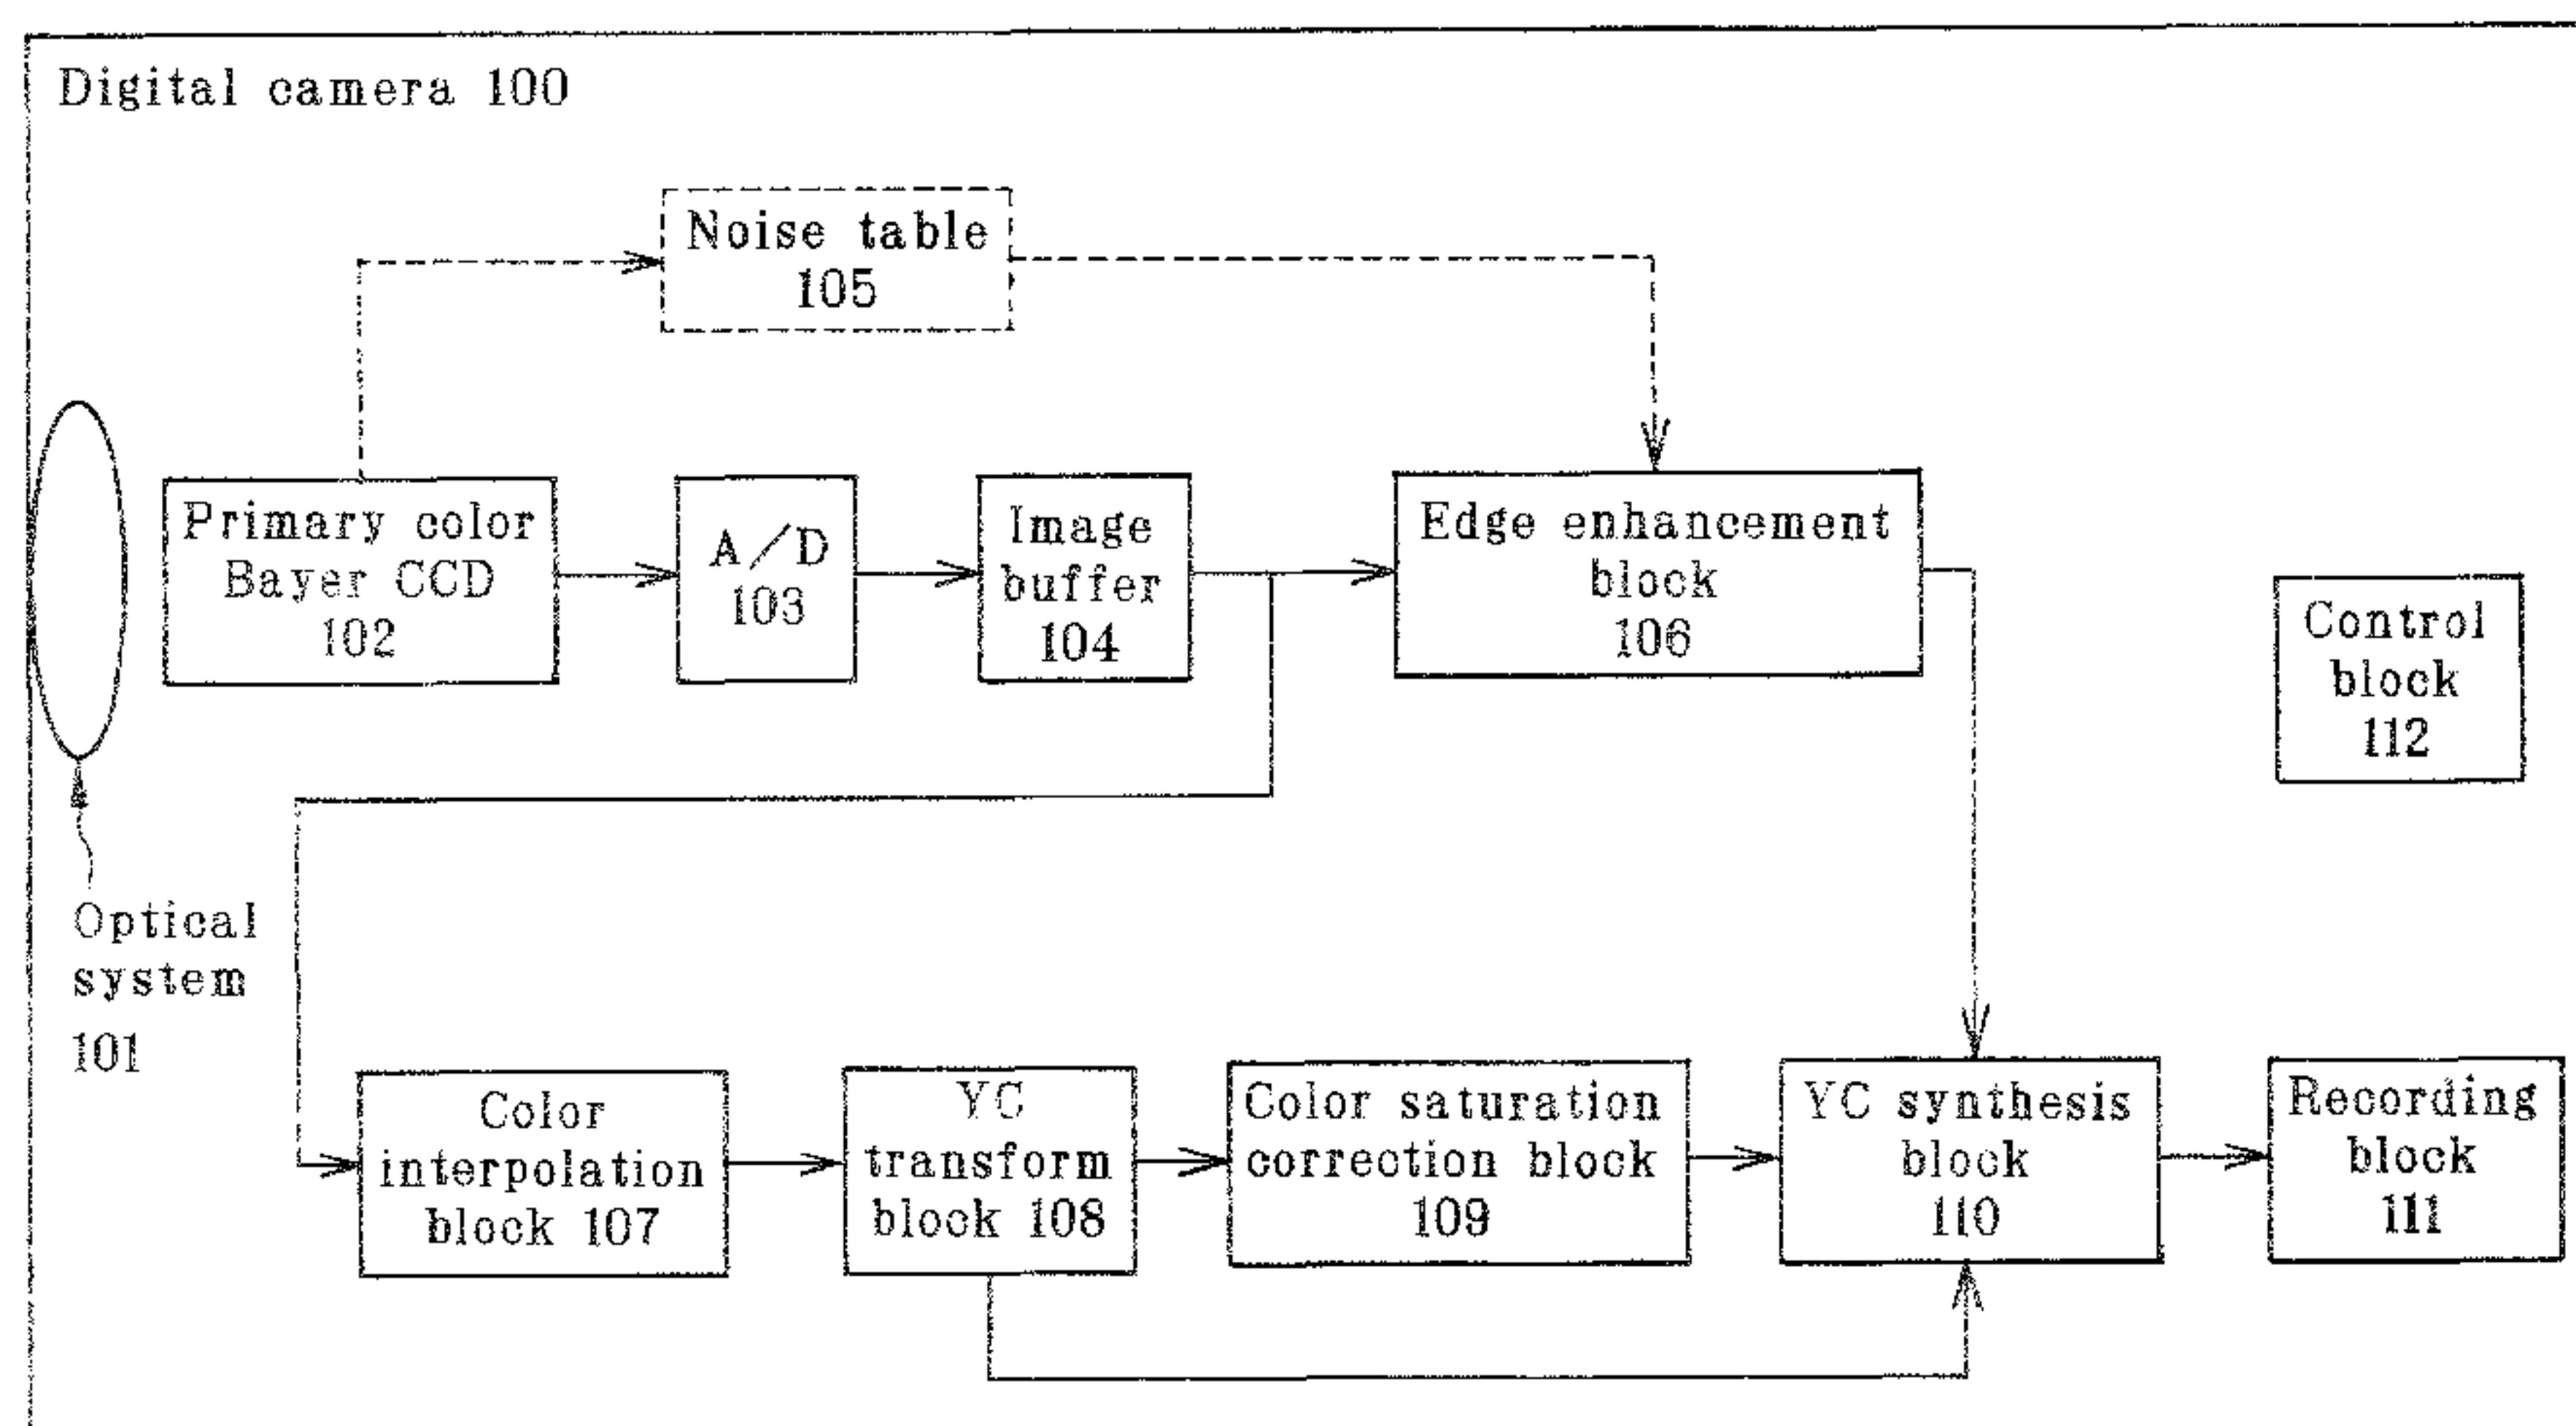 Digital camera 100
Noise table
105
Primary color
Bayer CCD
102
A/D
103
Image
buffer
104
Edge enhancement
block
106
Control
block
112
Optical
system
101
Color
interpolation
block 107
YC
transform
block 108
Color saturation
correction block
109
YC synthesis
block
110
Recording
block
111